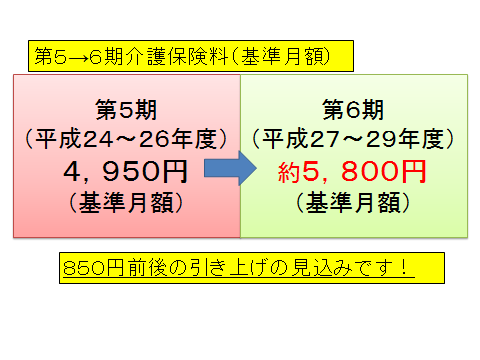 第5→6期介護保険料(基準月額)
第5期
(平成24~26年度)
4,950円
(基準月額)
第6期
(平成27~29年度)
約5,800円
(基準月額)
850円前後の引き上げの見込みです!